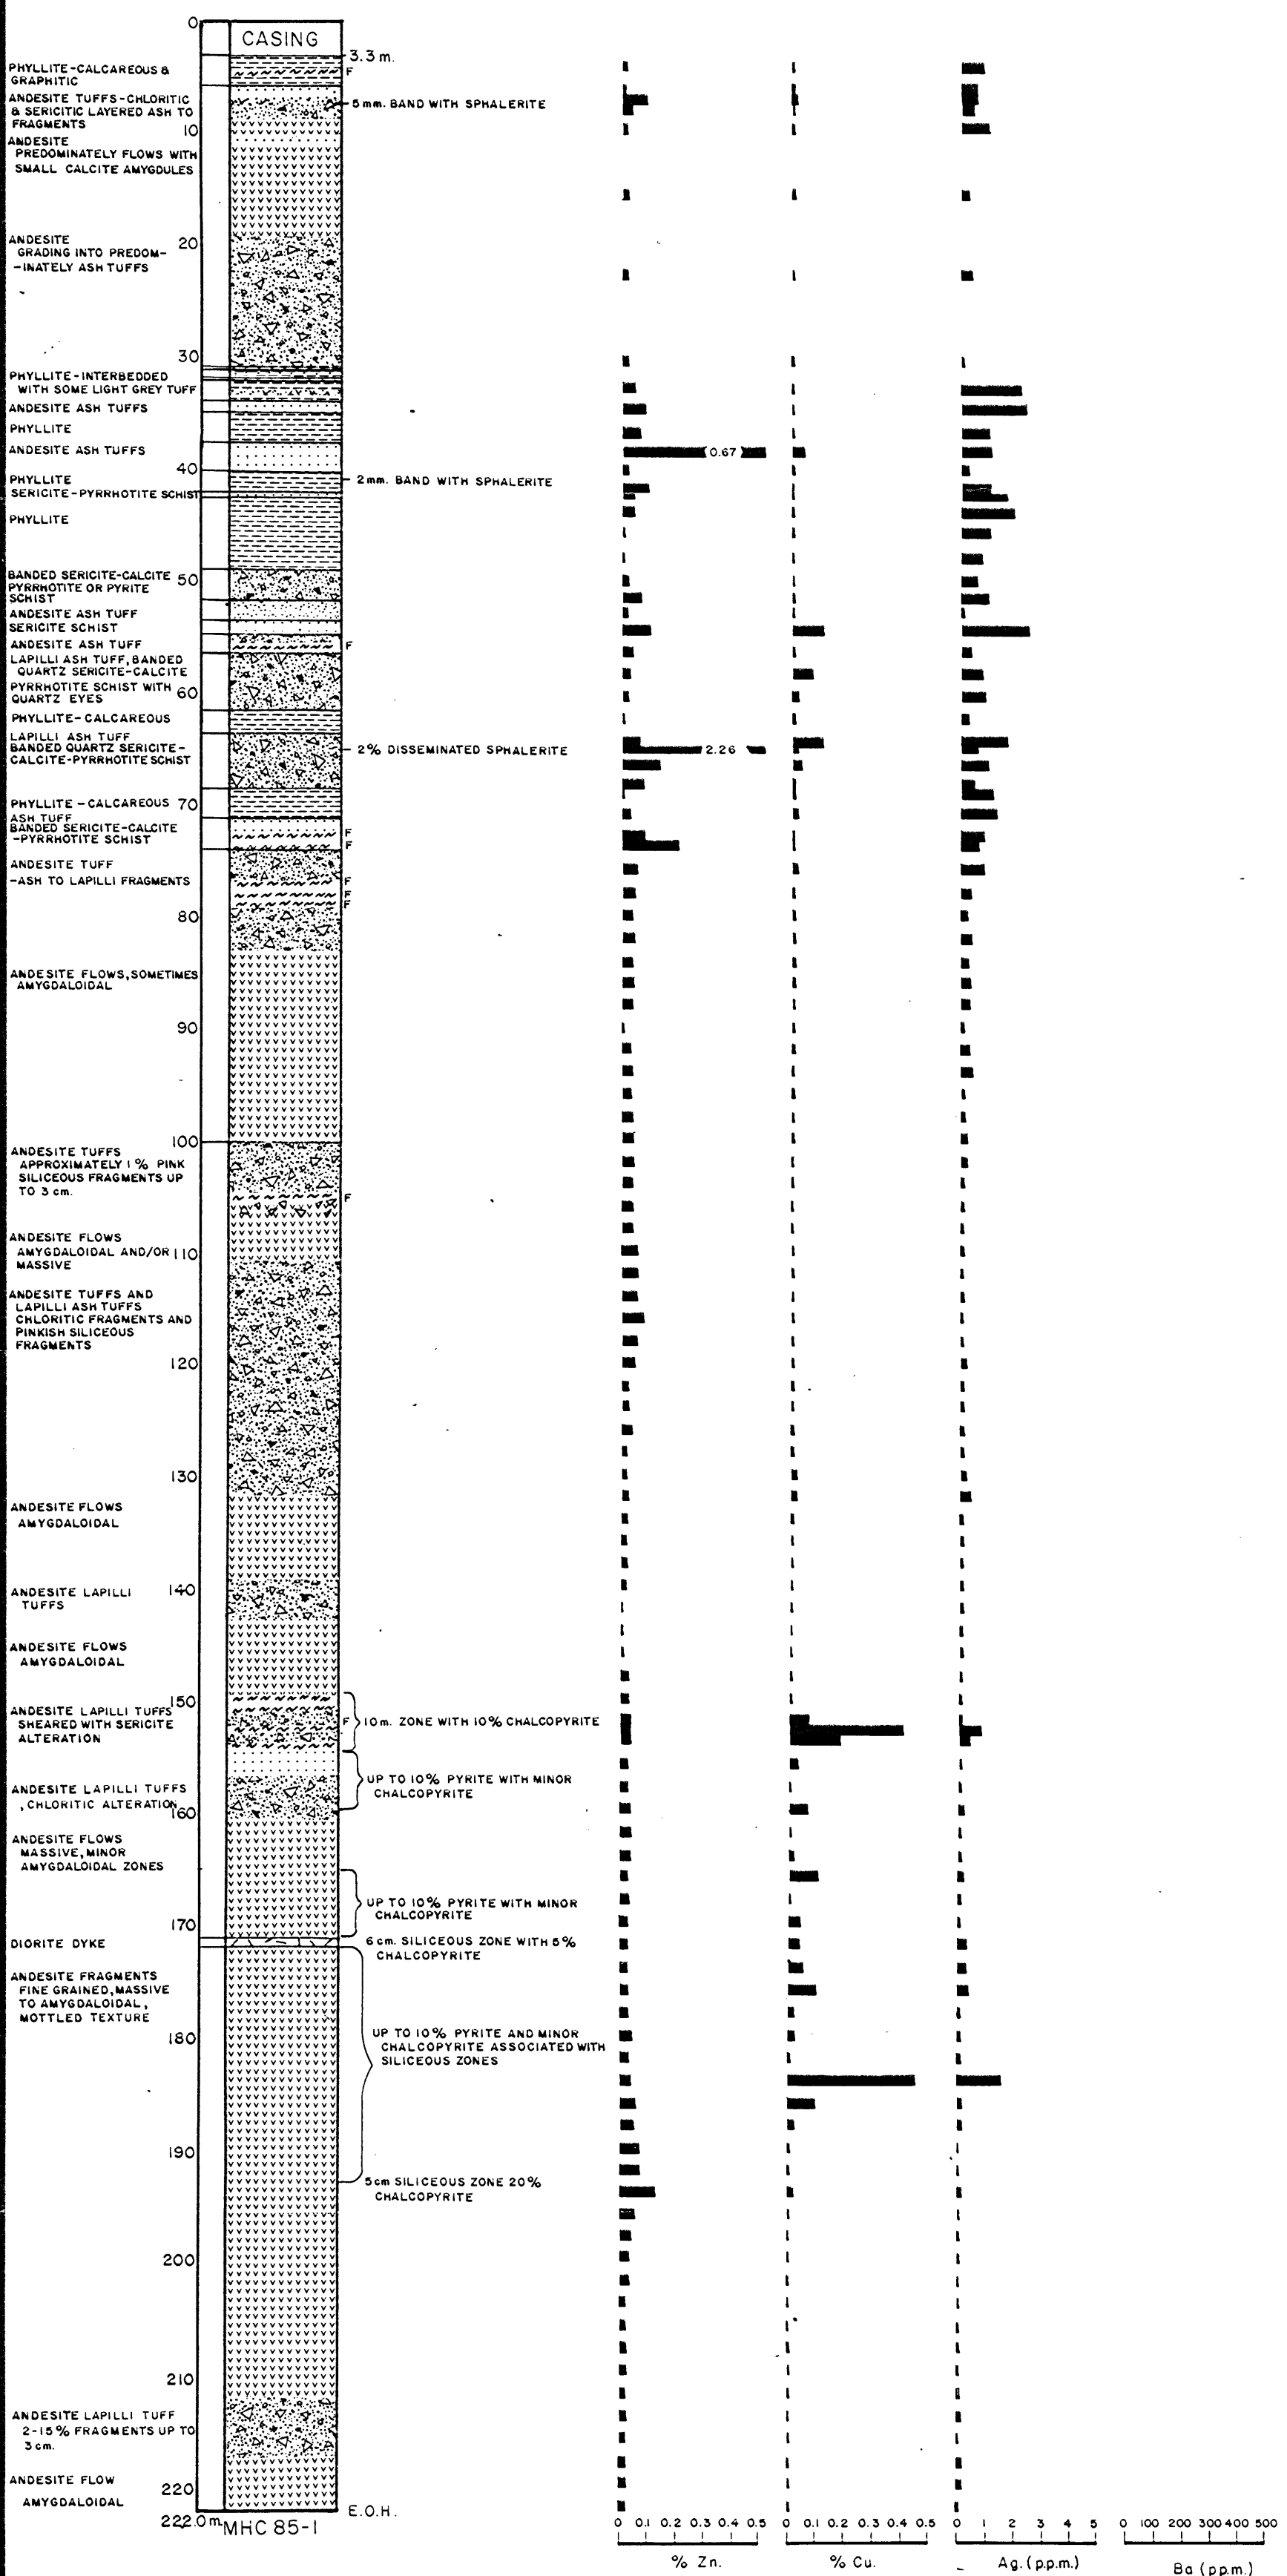 0
CASING
3.3 m.
PHYLLITE-CALCAREOUS &
GRAPHITIC
F
ANDESITE TUFFS-CHLORITIC
& SERICITIC LAYERED ASH TO
FRAGMENTS
5 mm. BAND WITH SPHALERITE
10
ANDESITE
PREDOMINATELY FLOWS WITH
SMALL CALCITE AMYGDULES
ANDESITE
GRADING INTO PREDOM-
-INATELY ASH TUFFS
20
30
PHYLLITE-INTERBEDDED
WITH SOME LIGHT GREY TUFF
ANDESITE ASH TUFFS
PHYLLITE
ANDESITE ASH TUFFS
0.67
40
PHYLLITE
2 mm. BAND WITH SPHALERITE
SERICITE-PYRRHOTITE SCHIST
PHYLLITE
BANDED SERICITE-CALCITE
PYRRHOTITE OR PYRITE
SCHIST
50
ANDESITE ASH TUFF
SERICITE SCHIST
ANDESITE ASH TUFF
F
LAPILLI ASH TUFF, BANDED
QUARTZ SERICITE-CALCITE
PYRRHOTITE SCHIST WITH
QUARTZ EYES
60
PHYLLITE-CALCAREOUS
LAPILLI ASH TUFF
BANDED QUARTZ SERICITE-
CALCITE-PYRRHOTITE SCHIST
2% DISSEMINATED SPHALERITE
2.26
PHYLLITE-CALCAREOUS
70
ASH TUFF
BANDED SERICITE-CALCITE
-PYRRHOTITE SCHIST
F
F
ANDESITE TUFF
-ASH TO LAPILLI FRAGMENTS
F
F
F
80
ANDESITE FLOWS, SOMETIMES
AMYGDALOIDAL
90
100
ANDESITE TUFFS
APPROXIMATELY 1% PINK
SILICEOUS FRAGMENTS UP
TO 3 cm.
F
ANDESITE FLOWS
AMYGDALOIDAL AND/OR
MASSIVE
110
ANDESITE TUFFS AND
LAPILLI ASH TUFFS
CHLORITIC FRAGMENTS AND
PINKISH SILICEOUS
FRAGMENTS
120
130
ANDESITE FLOWS
AMYGDALOIDAL
140
ANDESITE LAPILLI
TUFFS
ANDESITE FLOWS
AMYGDALOIDAL
150
ANDESITE LAPILLI TUFFS
SHEARED WITH SERICITE
ALTERATION
F
10 m. ZONE WITH 10% CHALCOPYRITE
UP TO 10% PYRITE WITH MINOR
CHALCOPYRITE
ANDESITE LAPILLI TUFFS
, CHLORITIC ALTERATION
160
ANDESITE FLOWS
MASSIVE, MINOR
AMYGDALOIDAL ZONES
UP TO 10% PYRITE WITH MINOR
CHALCOPYRITE
170
DIORITE DYKE
6 cm. SILICEOUS ZONE WITH 5%
CHALCOPYRITE
ANDESITE FRAGMENTS
FINE GRAINED, MASSIVE
TO AMYGDALOIDAL,
MOTTLED TEXTURE
180
UP TO 10% PYRITE AND MINOR
CHALCOPYRITE ASSOCIATED WITH
SILICEOUS ZONES
190
5 cm SILICEOUS ZONE 20%
CHALCOPYRITE
200
210
ANDESITE LAPILLI TUFF
2-15% FRAGMENTS UP TO
3 cm.
ANDESITE FLOW
AMYGDALOIDAL
220
E.O.H.
222.0 m.
MHC 85-1
0 0.1 0.2 0.3 0.4 0.5
% Zn.
0 0.1 0.2 0.3 0.4 0.5
% Cu.
0 1 2 3 4 5
Ag. (p.p.m.)
0 100 200 300 400 500
Ba (p.p.m.)